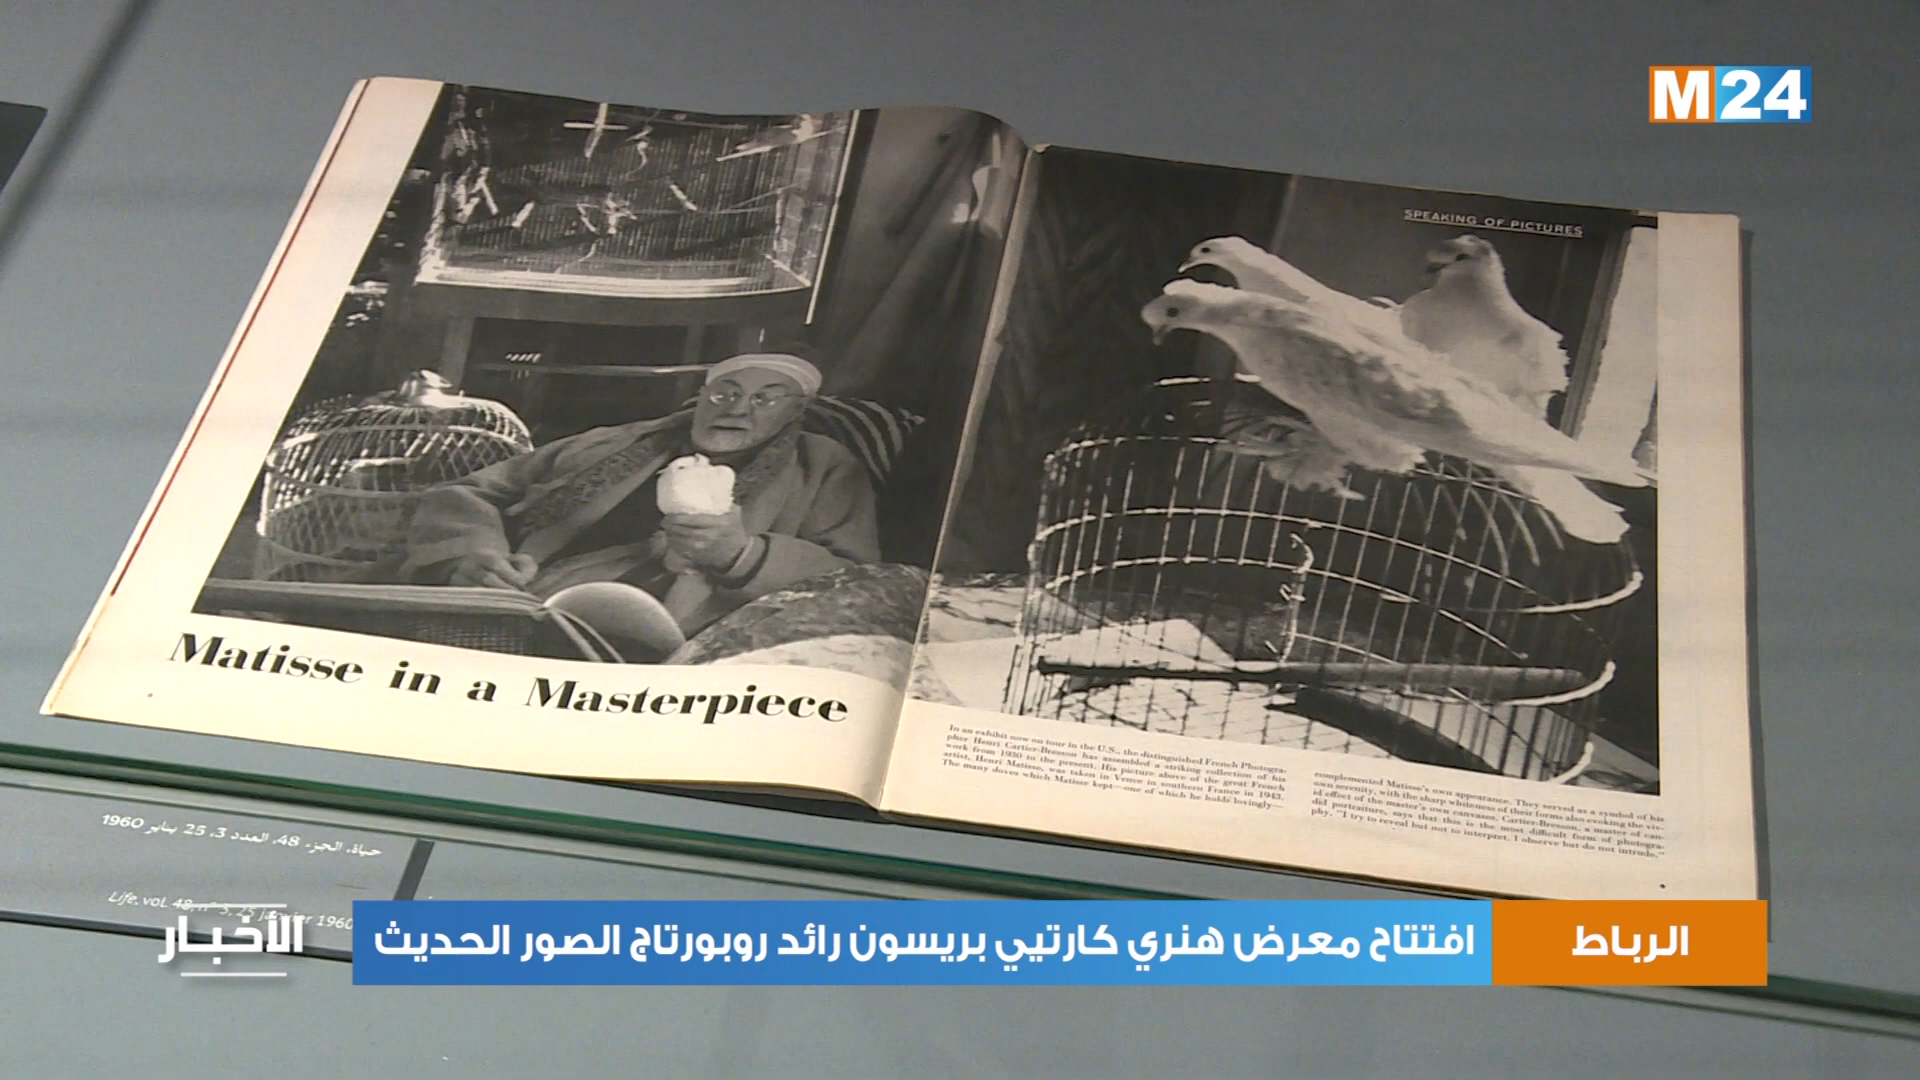 M24
SPEAKING OF PICTURES
Matisse in a Masterpiece
In an exhibit now on tour in the U.S., the distinguished French Photogra-
pher Henri Cartier-Bresson has assembled a striking collection of his
work from 1930 to the present. His picture above of the great French
artist, Henri Matisse, was taken in Vence in southern France in 1943.
The many doves which Matisse kept—one of which he holds lovingly—
complemented Matisse's own appearance. They served as a symbol of his
own serenity, with the sharp whiteness of their forms also evoking the viv-
id effect of the master's own canvases. Cartier-Bresson, a master of can-
did portraiture, says that this is the most difficult form of photogra-
phy. "I try to reveal but not to interpret. I observe but do not intrude."
حياة، الجزء 48، العدد 3، 25 يناير 1960
Life, vol. 48, n° 3, 25 janvier 1960
الرباط
افتتاح معرض هنري كارتيي بريسون رائد روبورتاج الصور الحديث
الأخبار